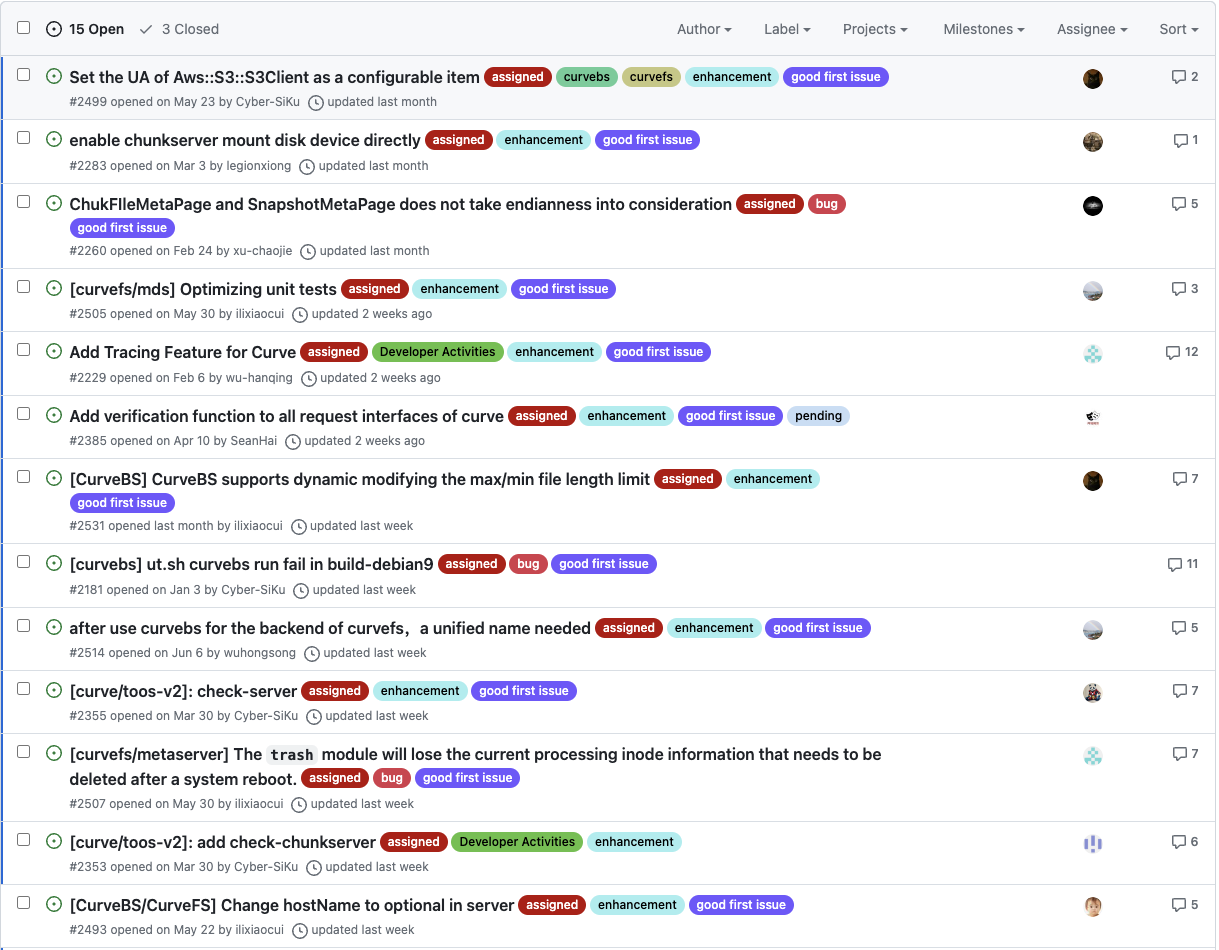 15 Open 3 Closed Author Label Projects Milestones Assignee Sort
Set the UA of Aws::S3::S3Client as a configurable item assigned curvebs curvefs enhancement good first issue 2
#2499 opened on May 23 by Cyber-SiKu updated last month
enable chunkserver mount disk device directly assigned enhancement good first issue 1
#2283 opened on Mar 3 by legionxiong updated last month
ChukFIleMetaPage and SnapshotMetaPage does not take endianness into consideration assigned bug 5
good first issue
#2260 opened on Feb 24 by xu-chaojie updated last month
[curvefs/mds] Optimizing unit tests assigned enhancement good first issue 3
#2505 opened on May 30 by ilixiaocui updated 2 weeks ago
Add Tracing Feature for Curve assigned Developer Activities enhancement good first issue 12
#2229 opened on Feb 6 by wu-hanqing updated 2 weeks ago
Add verification function to all request interfaces of curve assigned enhancement good first issue pending
#2385 opened on Apr 10 by SeanHai updated 2 weeks ago
[CurveBS] CurveBS supports dynamic modifying the max/min file length limit assigned enhancement 7
good first issue
#2531 opened last month by ilixiaocui updated last week
[curvebs] ut.sh curvebs run fail in build-debian9 assigned bug good first issue 11
#2181 opened on Jan 3 by Cyber-SiKu updated last week
after use curvebs for the backend of curvefs，a unified name needed assigned enhancement good first issue 5
#2514 opened on Jun 6 by wuhongsong updated last week
[curve/toos-v2]: check-server assigned enhancement good first issue 7
#2355 opened on Mar 30 by Cyber-SiKu updated last week
[curvefs/metaserver] The trash module will lose the current processing inode information that needs to be 7
deleted after a system reboot. assigned bug good first issue
#2507 opened on May 30 by ilixiaocui updated last week
[curve/toos-v2]: add check-chunkserver assigned Developer Activities enhancement 6
#2353 opened on Mar 30 by Cyber-SiKu updated last week
[CurveBS/CurveFS] Change hostName to optional in server assigned enhancement good first issue 5
#2493 opened on May 22 by ilixiaocui updated last week